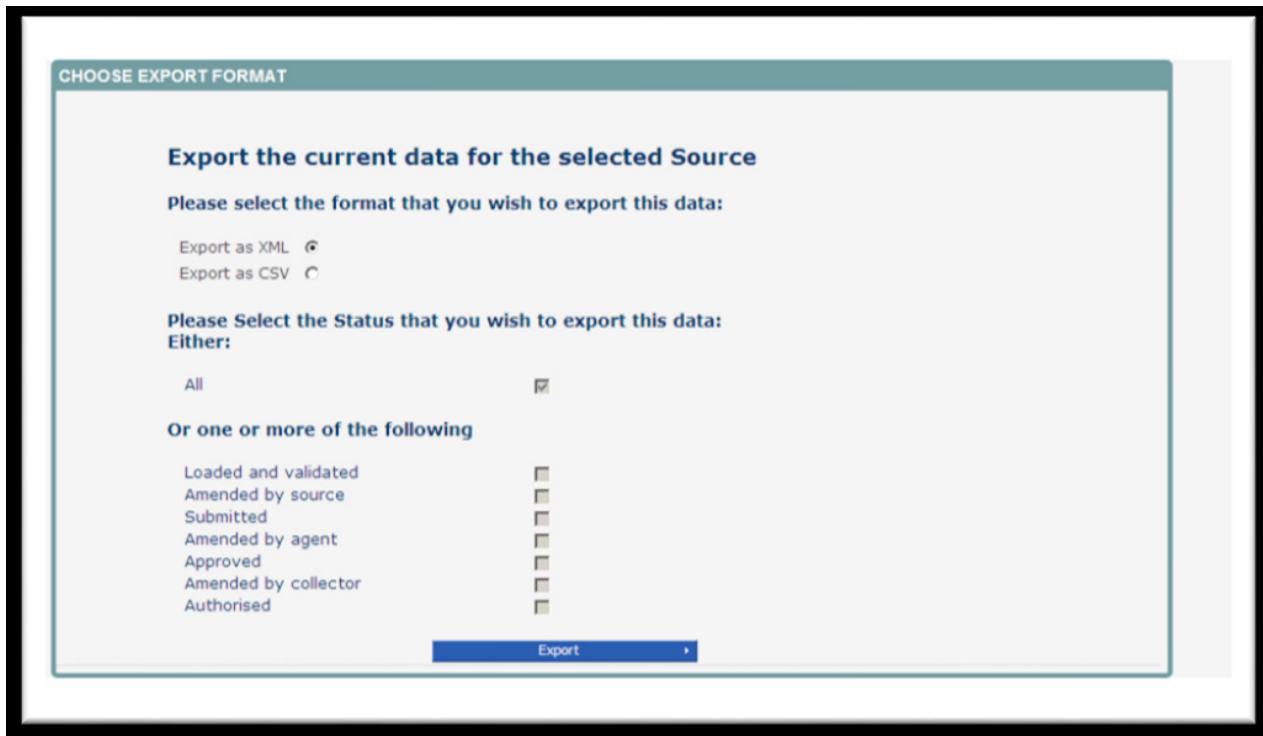 CHOOSE EXPORT FORMAT
Export the current data for the selected Source
Please select the format that you wish to export this data:
Export as XML
Export as CSV
Please Select the Status that you wish to export this data:
Either:
All
Or one or more of the following
Loaded and validated
Amended by source
Submitted
Amended by agent
Approved
Amended by collector
Authorised
Export